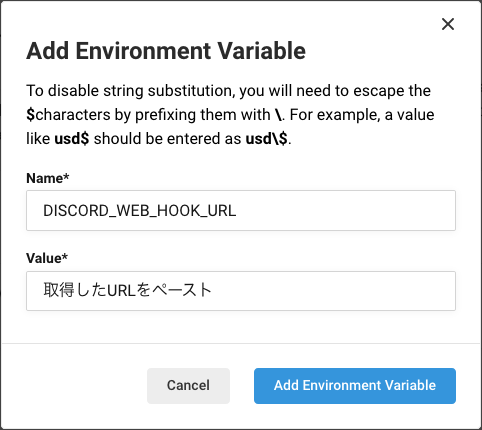 Add Environment Variable
To disable string substitution, you will need to escape the
$characters by prefixing them with \. For example, a value
like usd$ should be entered as usd\$.
Name*
DISCORD_WEB_HOOK_URL
Value*
取得したURLをペースト
Cancel
Add Environment Variable